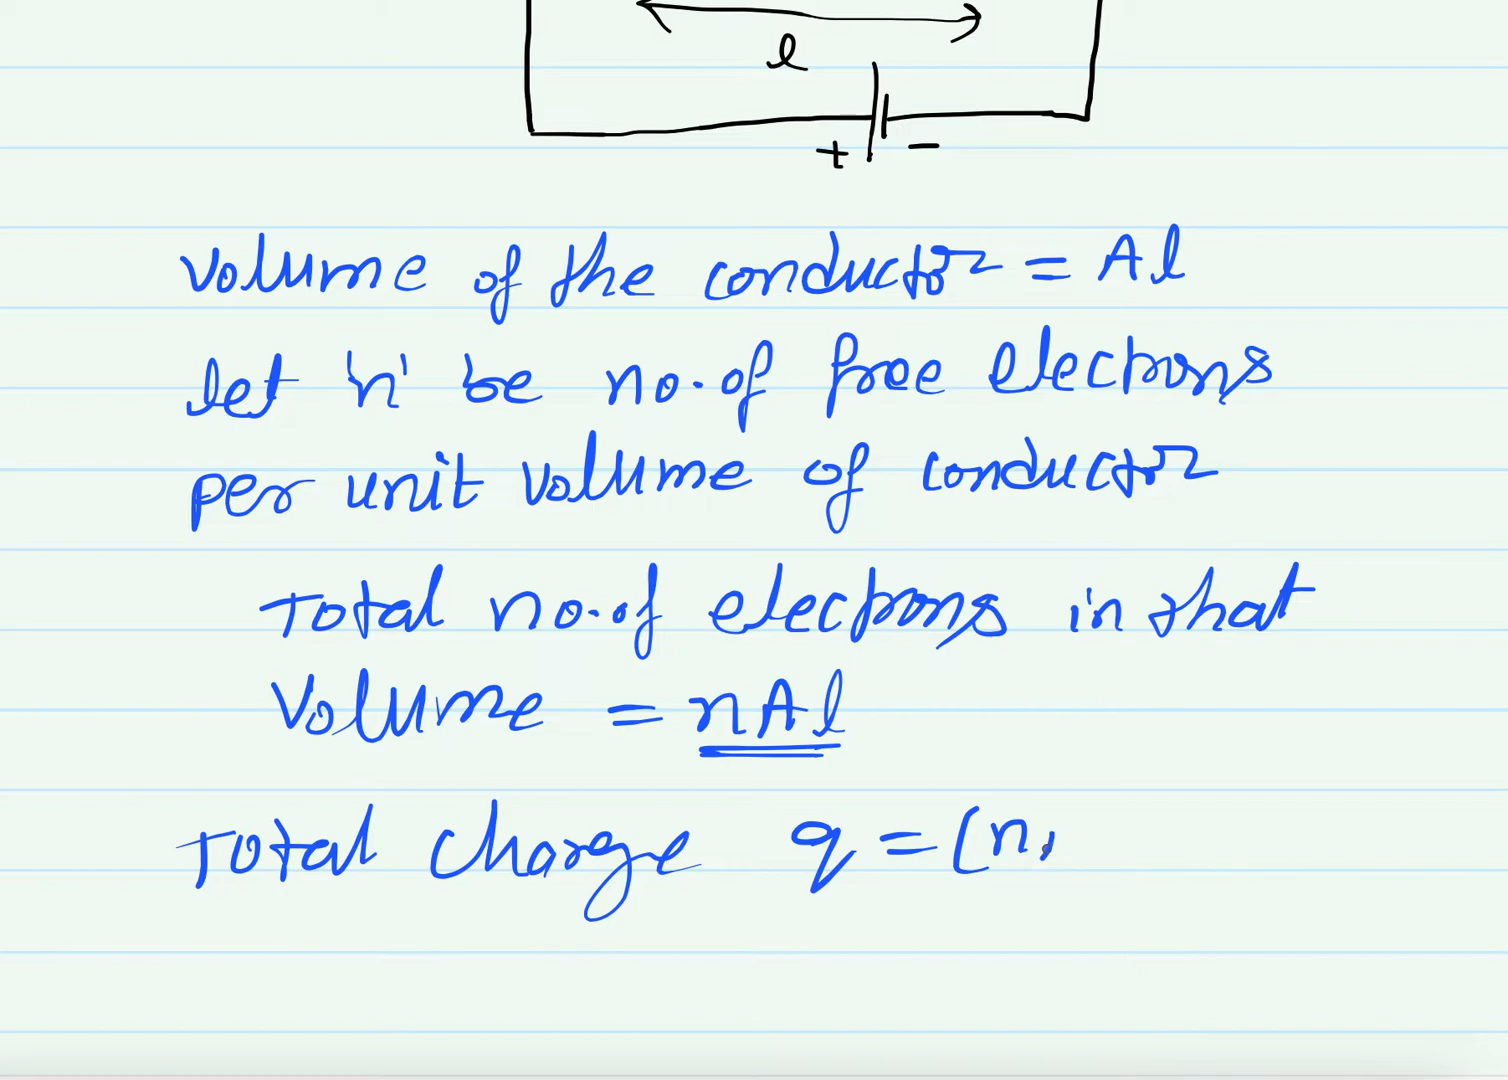 l
+ −
Volume of the conductor = Al
let 'n' be no. of free electrons
per unit volume of conductor
Total no. of electrons in that
Volume = nAl
Total charge q = (n